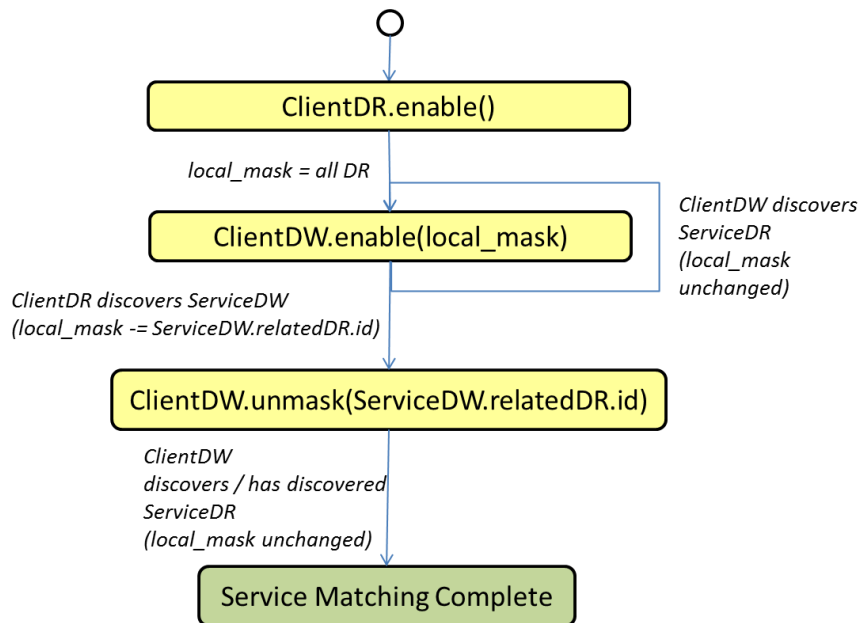 ClientDR.enable()
local_mask = all DR
ClientDW.enable(local_mask)
ClientDW discovers
ServiceDR
(local_mask
unchanged)
ClientDR discovers ServiceDW
(local_mask -= ServiceDW.relatedDR.id)
ClientDW.unmask(ServiceDW.relatedDR.id)
ClientDW
discovers / has discovered
ServiceDR
(local_mask unchanged)
Service Matching Complete